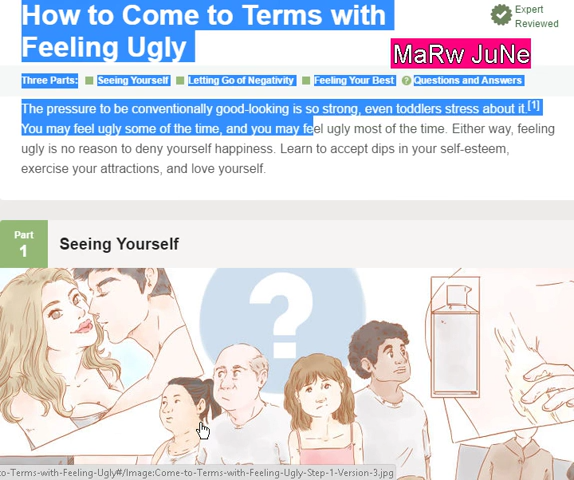 How to Come to Terms with
Feeling Ugly
Expert
Reviewed
MaRw JuNe
Three Parts: Seeing Yourself Letting Go of Negativity Feeling Your Best Questions and Answers
The pressure to be conventionally good-looking is so strong, even toddlers stress about it.[1]
You may feel ugly some of the time, and you may feel ugly most of the time. Either way, feeling
ugly is no reason to deny yourself happiness. Learn to accept dips in your self-esteem,
exercise your attractions, and love yourself.
Part
1
Seeing Yourself
?
to-Terms-with-Feeling-Ugly#/Image:Come-to-Terms-with-Feeling-Ugly-Step-1-Version-3.jpg